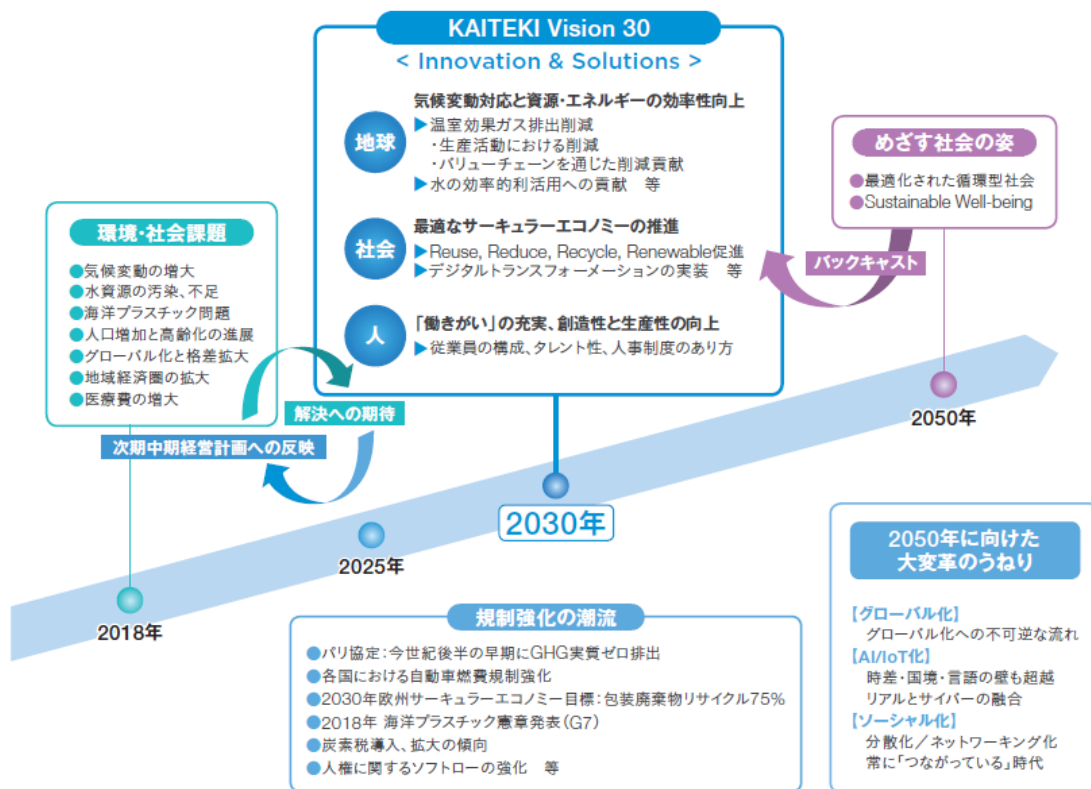 KAITEKI Vision 30
< Innovation & Solutions >
地球
気候変動対応と資源・エネルギーの効率性向上
▶温室効果ガス排出削減
・生産活動における削減
・バリューチェーンを通じた削減貢献
▶水の効率的利活用への貢献　等
社会
最適なサーキュラーエコノミーの推進
▶Reuse, Reduce, Recycle, Renewable促進
▶デジタルトランスフォーメーションの実装　等
人
「働きがい」の充実、創造性と生産性の向上
▶従業員の構成、タレント性、人事制度のあり方
めざす社会の姿
●最適化された循環型社会
●Sustainable Well-being
バックキャスト
環境・社会課題
●気候変動の増大
●水資源の汚染、不足
●海洋プラスチック問題
●人口増加と高齢化の進展
●グローバル化と格差拡大
●地域経済圏の拡大
●医療費の増大
解決への期待
次期中期経営計画への反映
2018年
2025年
2030年
2050年
規制強化の潮流
●パリ協定：今世紀後半の早期にGHG実質ゼロ排出
●各国における自動車燃費規制強化
●2030年欧州サーキュラーエコノミー目標：包装廃棄物リサイクル75%
●2018年 海洋プラスチック憲章発表（G7）
●炭素税導入、拡大の傾向
●人権に関するソフトローの強化　等
2050年に向けた
大変革のうねり
【グローバル化】
グローバル化への不可逆な流れ
【AI/IoT化】
時差・国境・言語の壁も超越
リアルとサイバーの融合
【ソーシャル化】
分散化／ネットワーキング化
常に「つながっている」時代